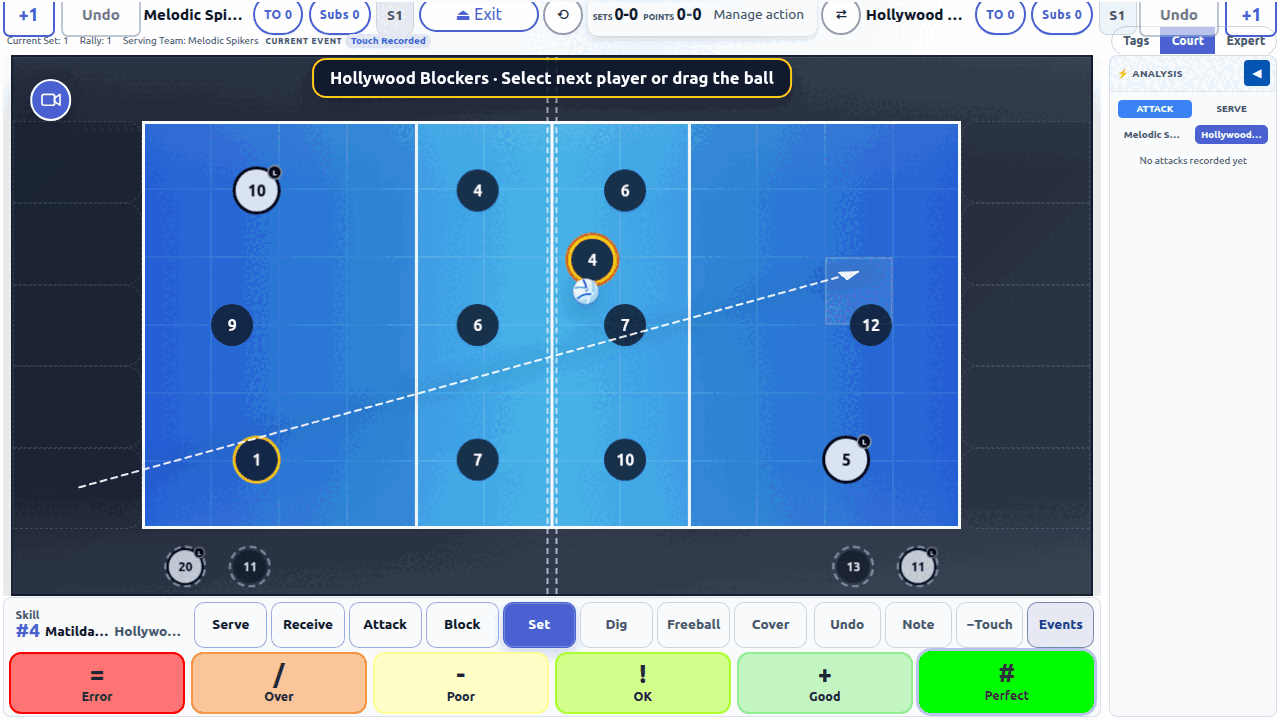 +1 Undo Melodic Spi... TO 0 Subs 0 S1 ⏏ Exit ⟲ SETS 0-0 POINTS 0-0 Manage action ⇄ Hollywood ... TO 0 Subs 0 S1 Undo +1
Current Set: 1 Rally: 1 Serving Team: Melodic Spikers CURRENT EVENT Touch Recorded
Tags Court Expert
Hollywood Blockers · Select next player or drag the ball
⚡ ANALYSIS ◀
ATTACK SERVE
Melodic S... Hollywood...
No attacks recorded yet
10 L 4 6
4
9 6 7 12
1 7 10 5 L
20 L 11 13 11 L
Skill
#4 Matilda... Hollywo...
Serve Receive Attack Block Set Dig Freeball Cover Undo Note −Touch Events
= / - ! + #
Error Over Poor OK Good Perfect